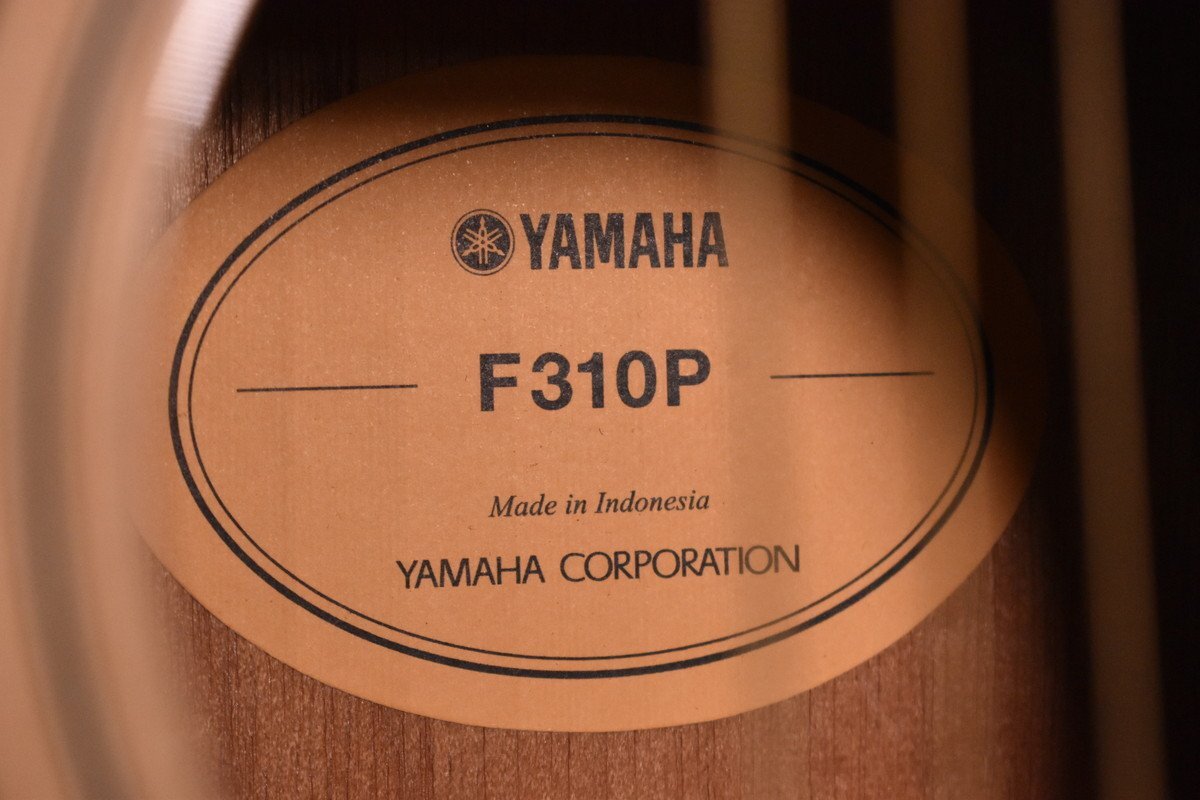 YAMAHA
F310P
Made in Indonesia
YAMAHA CORPORATION